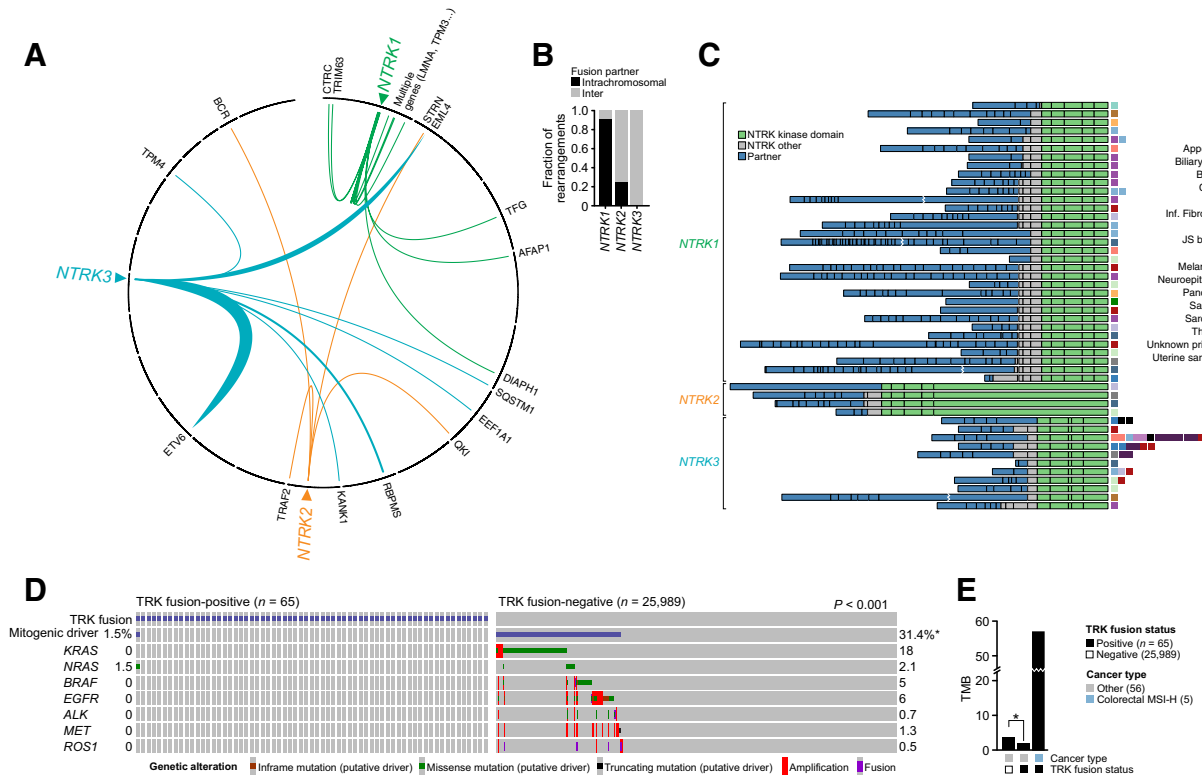 A
CTRC
TRIM63
NTRK1
Multiple
genes (LMNA, TPM3...)
STRN
EML4
BCR
TPM4
TFG
AFAP1
NTRK3
DIAPH1
SQSTM1
EEF1A1
QKI
RBPMS
KANK1
NTRK2
TRAF2
ETV6
B
Fusion partner
Intrachromosomal
Inter
Fraction of
rearrangements
1.0
0.8
0.6
0.4
0.2
0
NTRK1
NTRK2
NTRK3
C
NTRK kinase domain
NTRK other
Partner
NTRK1
NTRK2
NTRK3
App
Biliary,
B
C
Inf. Fibro
JS b
Melan
Neuroepit
Panc
Sa
Sarc
Th
Unknown pri
Uterine sar
D
TRK fusion-positive (n = 65)
TRK fusion-negative (n = 25,989)
P < 0.001
TRK fusion
Mitogenic driver 1.5% 31.4%*
KRAS 0 18
NRAS 1.5 2.1
BRAF 0 5
EGFR 0 6
ALK 0 0.7
MET 0 1.3
ROS1 0 0.5
Genetic alteration Inframe mutation (putative driver) Missense mutation (putative driver) Truncating mutation (putative driver) Amplification Fusion
E
TMB
60
50
20
10
0
*
Cancer type
TRK fusion status
TRK fusion status
Positive (n = 65)
Negative (25,989)
Cancer type
Other (56)
Colorectal MSI-H (5)